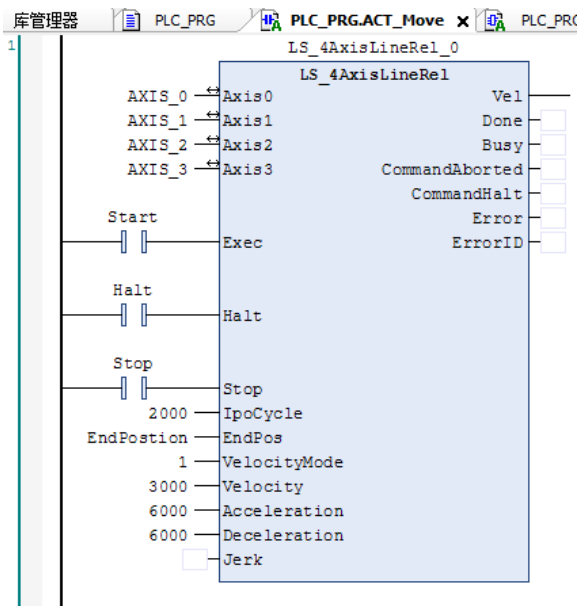 库管理器 PLC_PRG PLC_PRG.ACT_Move x PLC_PRG
1
LS_4AxisLineRel_0
LS_4AxisLineRel
AXIS_0 Axis0 Vel
AXIS_1 Axis1 Done
AXIS_2 Axis2 Busy
AXIS_3 Axis3 CommandAborted
CommandHalt
Start Error
Exec ErrorID
Halt
Halt
Stop
Stop
2000 IpoCycle
EndPostion EndPos
1 VelocityMode
3000 Velocity
6000 Acceleration
6000 Deceleration
Jerk